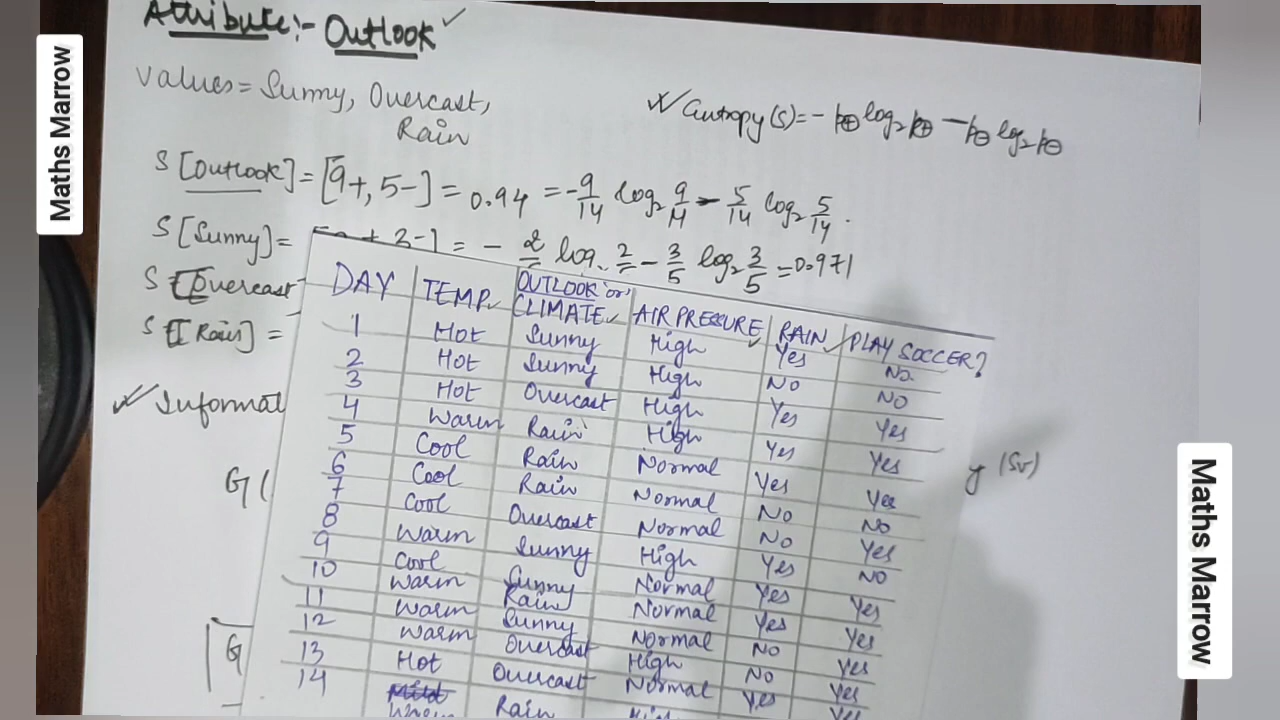 Attribute:- Outlook ✓
Values = Sunny, Overcast,
Rain
Entropy(S) = - p⊕ log₂ p⊕ - p⊖ log₂ p⊖
S [Outlook] = [9+, 5-] = 0.94 = -9/14 log₂ 9/14 - 5/14 log₂ 5/14.
S [Sunny] = 3-] = - 2/5 log₂ 2/5 - 3/5 log₂ 3/5 = 0.971
S [Overcast
S [Rain] =
Informat
G (
y (Sv)
G
DAY TEMP. OUTLOOK 'or' CLIMATE AIR PRESSURE RAIN PLAY SOCCER?
1 Hot Sunny High Yes No
2 Hot Sunny High No No
3 Hot Overcast High Yes Yes
4 Warm Rain High Yes Yes
5 Cool Rain Normal Yes Yes
6 Cool Rain Normal No No
7 Cool Overcast Normal No Yes
8 Warm Sunny High Yes No
9 Cool Sunny Normal Yes Yes
10 Warm Rain Normal Yes Yes
11 Warm Sunny Normal No Yes
12 Warm Overcast High No Yes
13 Hot Overcast Normal Yes Yes
14 Rain
Maths Marrow
Maths Marrow